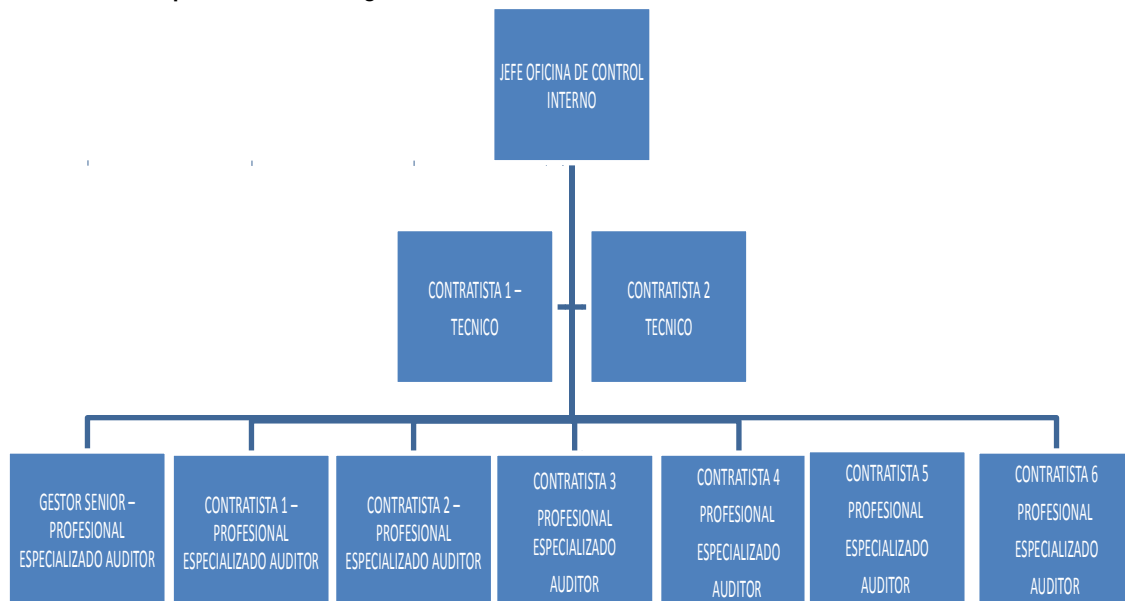 JEFE OFICINA DE CONTROL
INTERNO
CONTRATISTA 1 –
TECNICO
CONTRATISTA 2
TECNICO
GESTOR SENIOR –
PROFESIONAL
ESPECIALIZADO AUDITOR
CONTRATISTA 1 –
PROFESIONAL
ESPECIALIZADO AUDITOR
CONTRATISTA 2 –
PROFESIONAL
ESPECIALIZADO AUDITOR
CONTRATISTA 3
PROFESIONAL
ESPECIALIZADO
AUDITOR
CONTRATISTA 4
PROFESIONAL
ESPECIALIZADO
AUDITOR
CONTRATISTA 5
PROFESIONAL
ESPECIALIZADO
AUDITOR
CONTRATISTA 6
PROFESIONAL
ESPECIALIZADO
AUDITOR